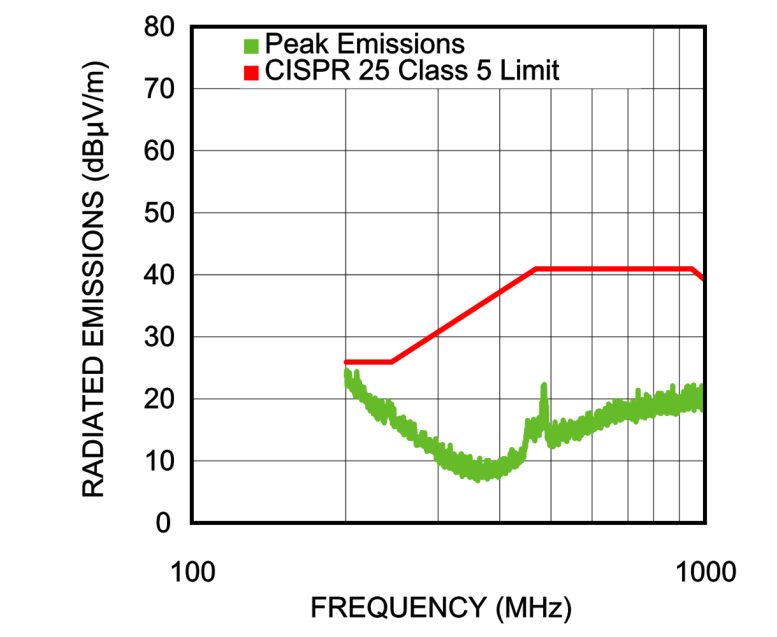 80
Peak Emissions
CISPR 25 Class 5 Limit
70
60
50
40
30
20
10
0
RADIATED EMISSIONS (dBµV/m)
100
1000
FREQUENCY (MHz)